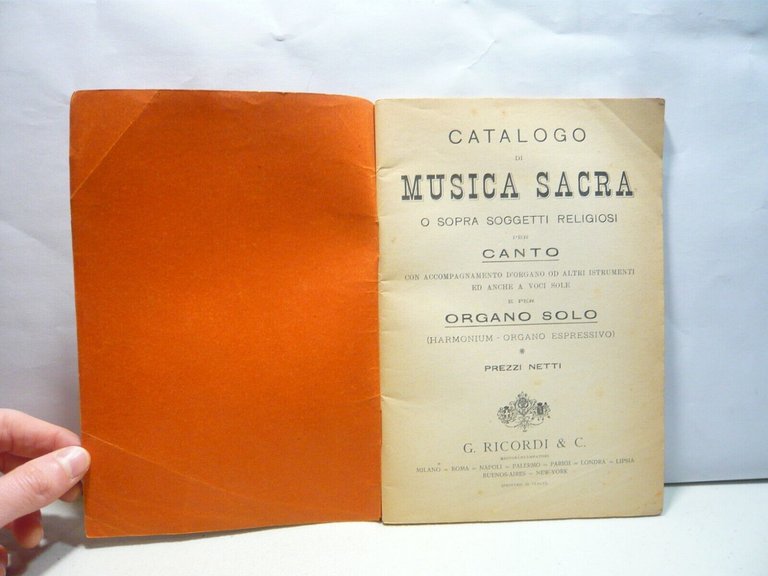 CATALOGO
DI
MUSICA SACRA
O SOPRA SOGGETTI RELIGIOSI
PER
CANTO
CON ACCOMPAGNAMENTO D'ORGANO OD ALTRI ISTRUMENTI
ED ANCHE A VOCI SOLE
E PER
ORGANO SOLO
(HARMONIUM - ORGANO ESPRESSIVO)
PREZZI NETTI
G. RICORDI & C.
MILANO - ROMA - NAPOLI - PALERMO - PARIGI - LONDRA - LIPSIA
BUENOS-AIRES - NEW-YORK